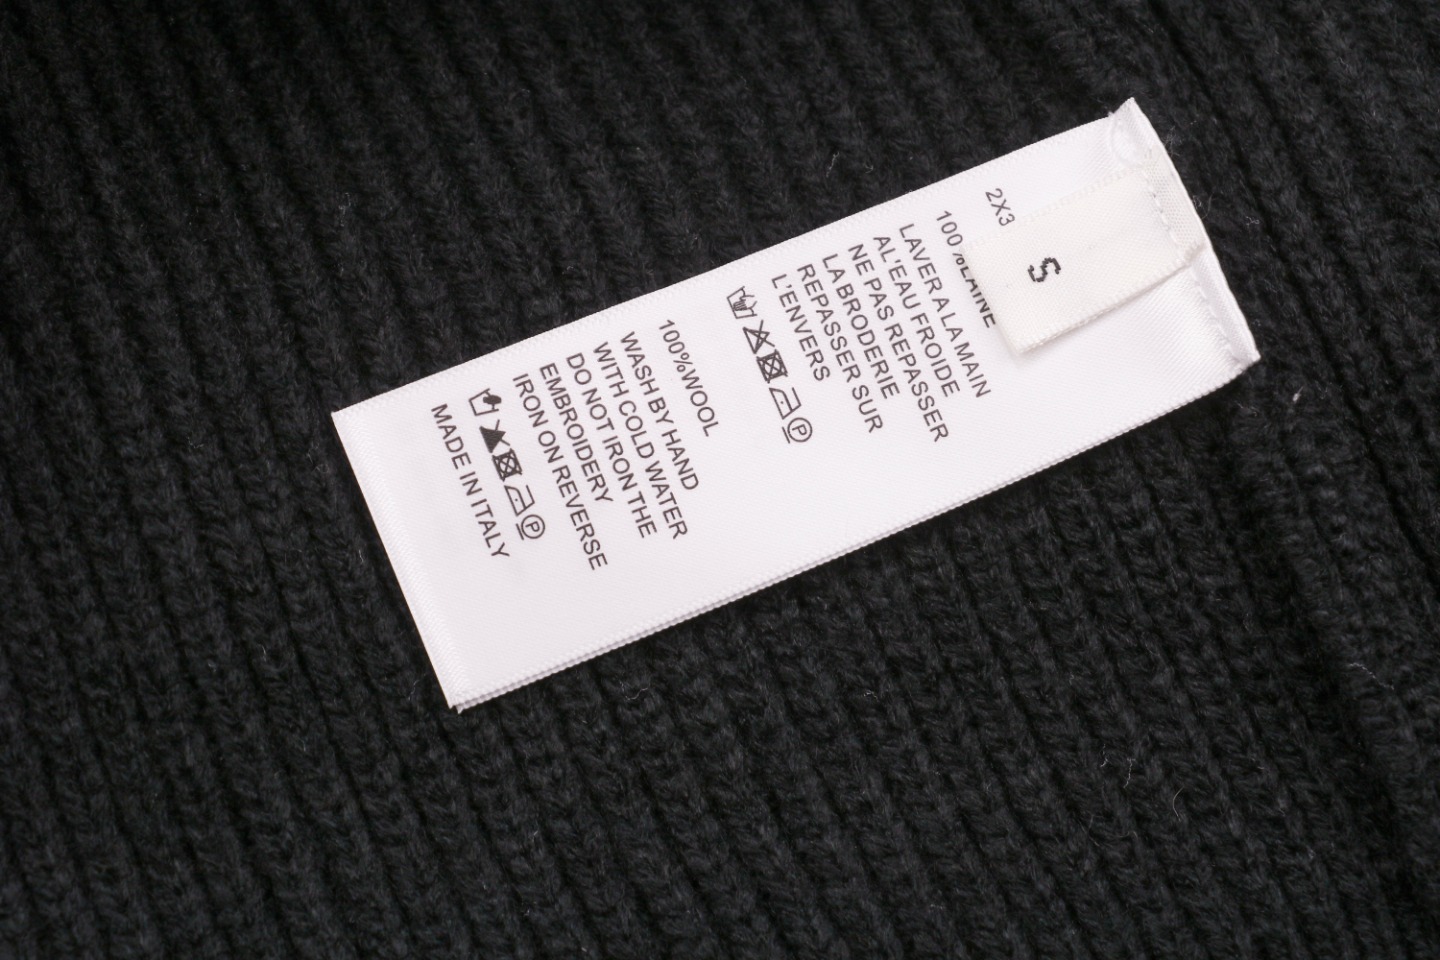 S
2X3
100%LAINE
LAVER A LA MAIN
A L'EAU FROIDE
NE PAS REPASSER
LA BRODERIE
REPASSER SUR
L'ENVERS
P
100%WOOL
WASH BY HAND
WITH COLD WATER
DO NOT IRON THE
EMBROIDERY
IRON ON REVERSE
P
MADE IN ITALY